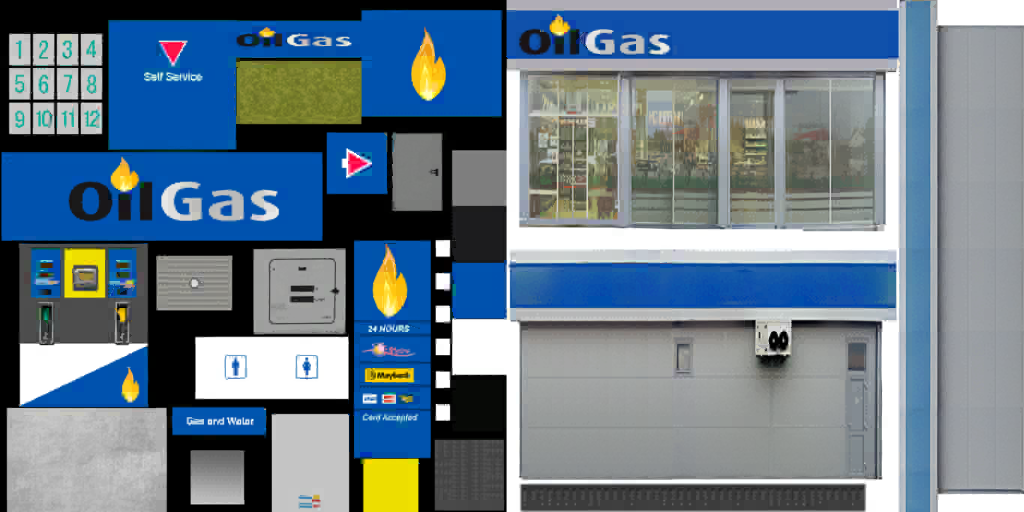 1 2 3 4
5 6 7 8
9 10 11 12
Self Service
OilGas
OilGas
OilGas
24 HOURS
Maybank
Card Accepted
Gas and Water